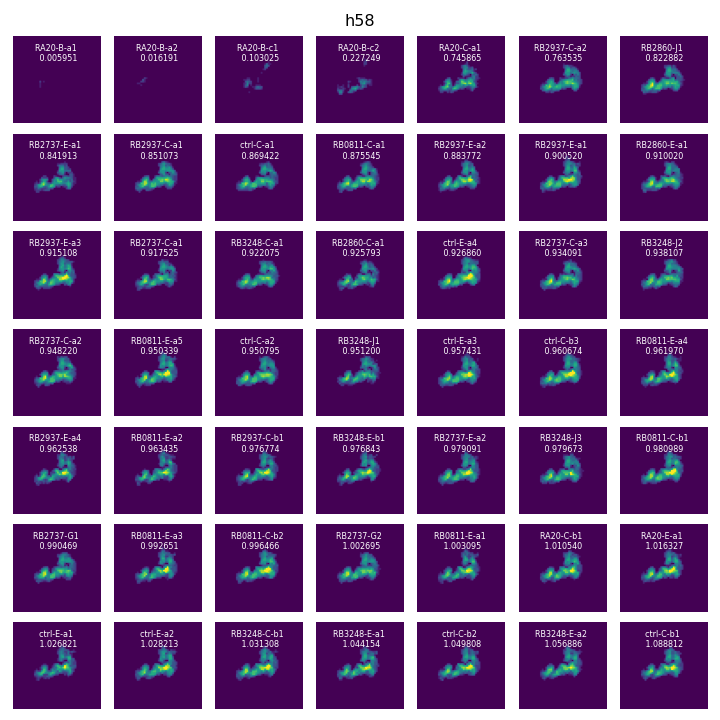 h58
RA20-B-a1
0.005951
RA20-B-a2
0.016191
RA20-B-c1
0.103025
RA20-B-c2
0.227249
RA20-C-a1
0.745865
RB2937-C-a2
0.763535
RB2860-J1
0.822882
RB2737-E-a1
0.841913
RB2937-C-a1
0.851073
ctrl-C-a1
0.869422
RB0811-C-a1
0.875545
RB2937-E-a2
0.883772
RB2937-E-a1
0.900520
RB2860-E-a1
0.910020
RB2937-E-a3
0.915108
RB2737-C-a1
0.917525
RB3248-C-a1
0.922075
RB2860-C-a1
0.925793
ctrl-E-a4
0.926860
RB2737-C-a3
0.934091
RB3248-J2
0.938107
RB2737-C-a2
0.948220
RB0811-E-a5
0.950339
ctrl-C-a2
0.950795
RB3248-J1
0.951200
ctrl-E-a3
0.957431
ctrl-C-b3
0.960674
RB0811-E-a4
0.961970
RB2937-E-a4
0.962538
RB0811-E-a2
0.963435
RB2937-C-b1
0.976774
RB3248-E-b1
0.976843
RB2737-E-a2
0.979091
RB3248-J3
0.979673
RB0811-C-b1
0.980989
RB2737-G1
0.990469
RB0811-E-a3
0.992651
RB0811-C-b2
0.996466
RB2737-G2
1.002695
RB0811-E-a1
1.003095
RA20-C-b1
1.010540
RA20-E-a1
1.016327
ctrl-E-a1
1.026821
ctrl-E-a2
1.028213
RB3248-C-b1
1.031308
RB3248-E-a1
1.044154
ctrl-C-b2
1.049808
RB3248-E-a2
1.056886
ctrl-C-b1
1.088812